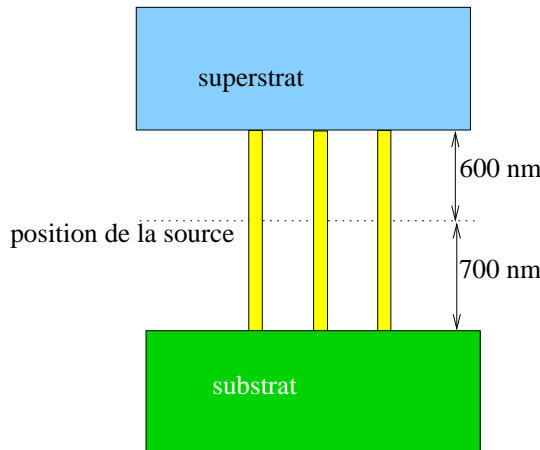 superstrat
600 nm
position de la source
700 nm
substrat